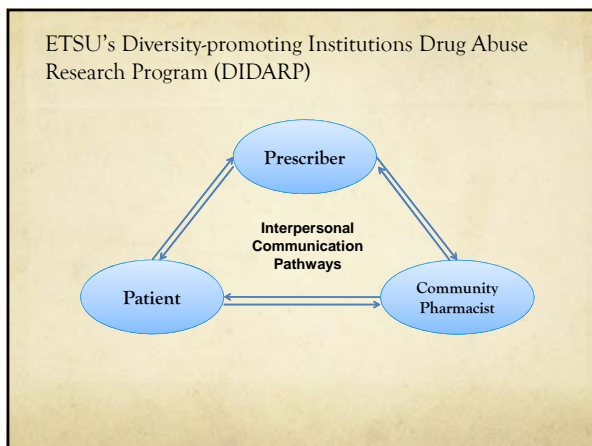 ETSU’s Diversity-promoting Institutions Drug Abuse
Research Program (DIDARP)
Prescriber
Interpersonal
Communication
Pathways
Patient
Community
Pharmacist